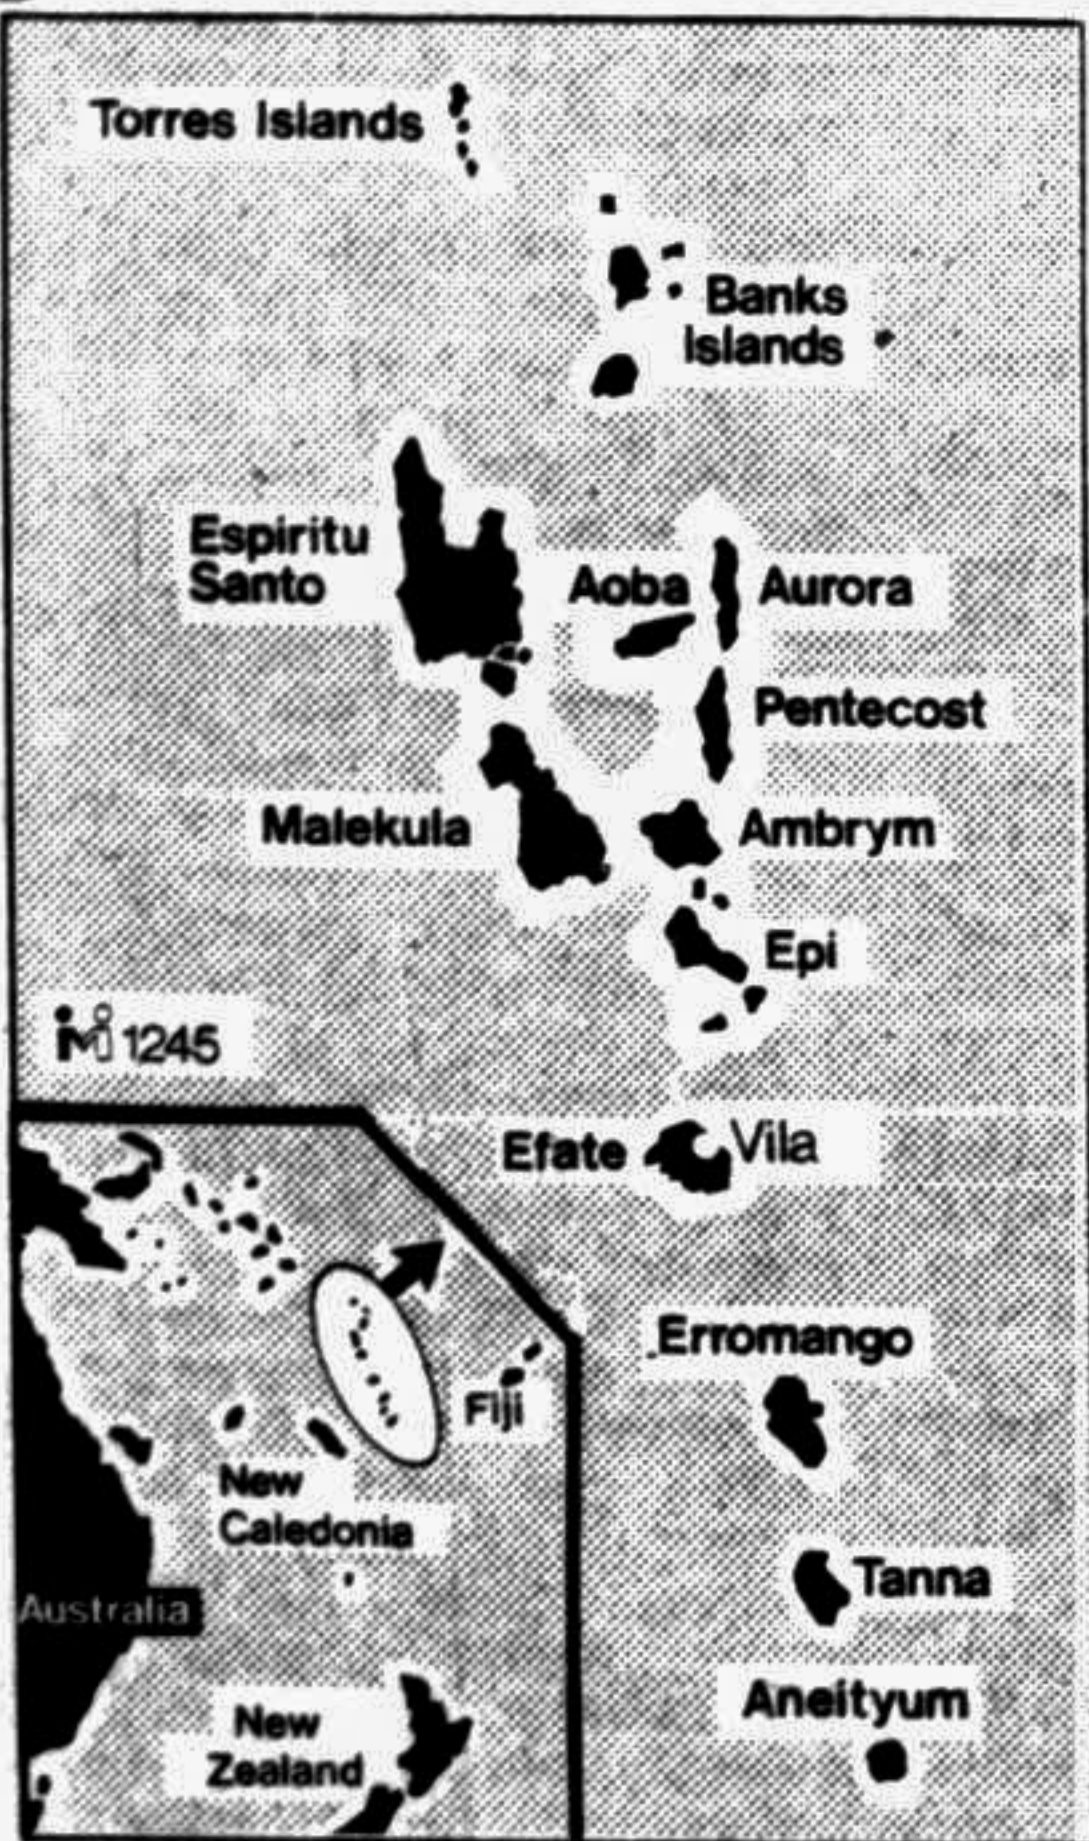 Torres Islands
Banks
Islands
Espiritu
Santo
Aoba
Aurora
Pentecost
Malekula
Ambrym
Epi
1245
Efate
Vila
Erromango
Fiji
New
Caledonia
Tanna
Australia
Aneityum
New
Zealand